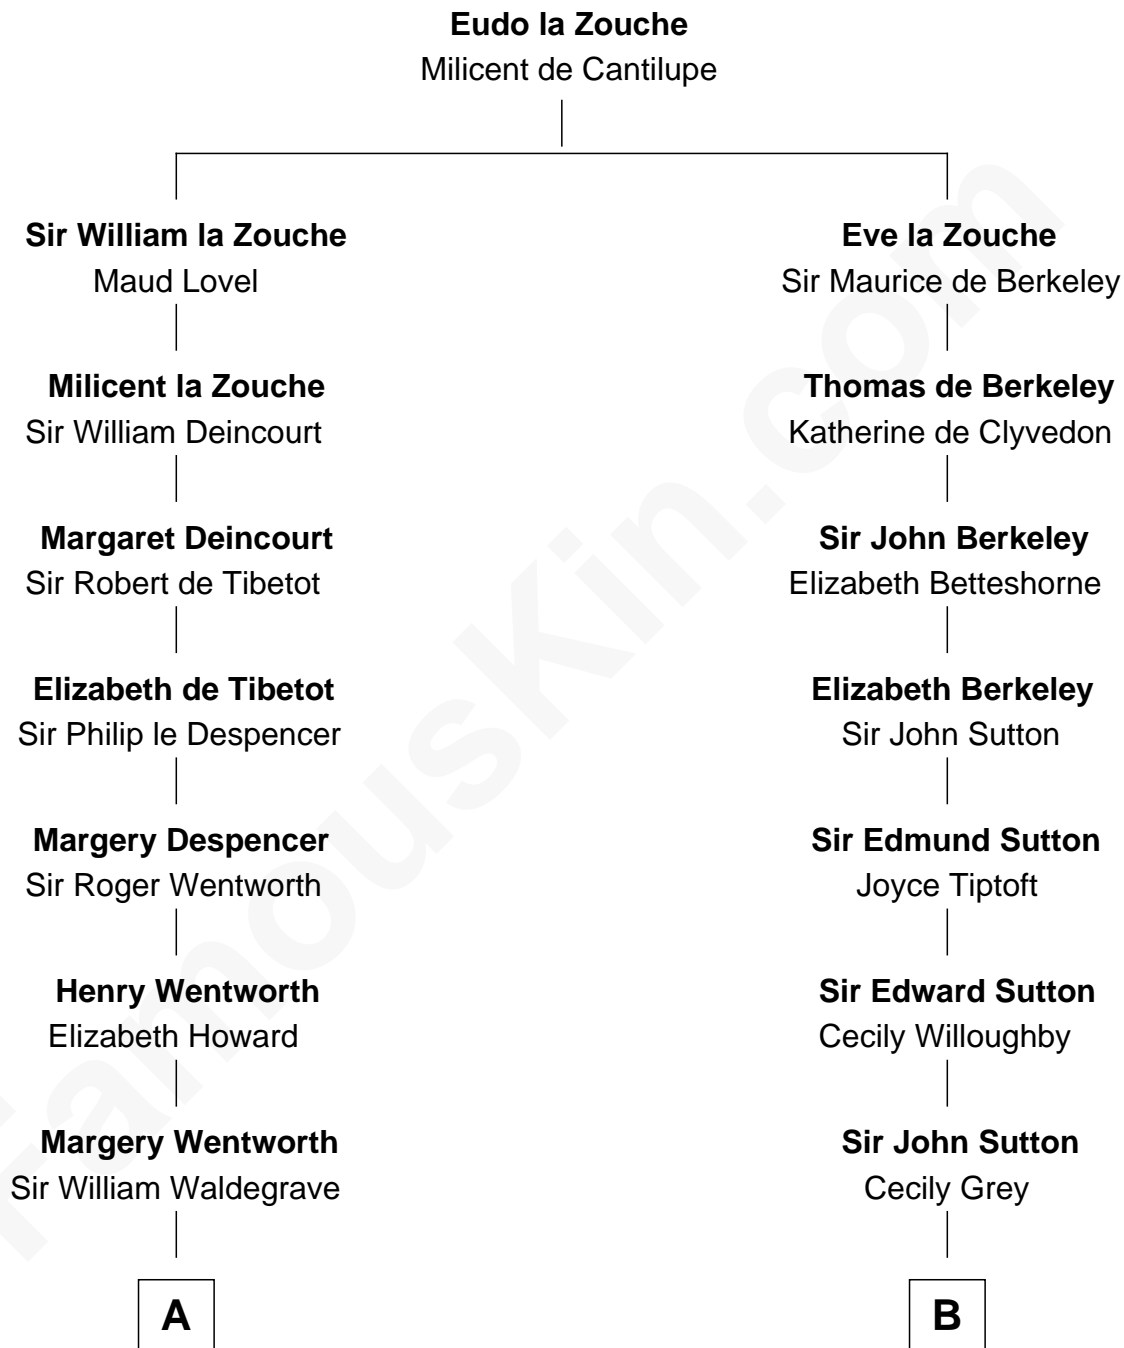 Eudo la Zouche
Milicent de Cantilupe
Sir William la Zouche
Maud Lovel
Eve la Zouche
Sir Maurice de Berkeley
Milicent la Zouche
Sir William Deincourt
Thomas de Berkeley
Katherine de Clyvedon
Margaret Deincourt
Sir Robert de Tibetot
Sir John Berkeley
Elizabeth Betteshorne
Elizabeth de Tibetot
Sir Philip le Despencer
Elizabeth Berkeley
Sir John Sutton
Margery Despencer
Sir Roger Wentworth
Sir Edmund Sutton
Joyce Tiptoft
Henry Wentworth
Elizabeth Howard
Sir Edward Sutton
Cecily Willoughby
Margery Wentworth
Sir William Waldegrave
Sir John Sutton
Cecily Grey
A
B
FamousKin.com